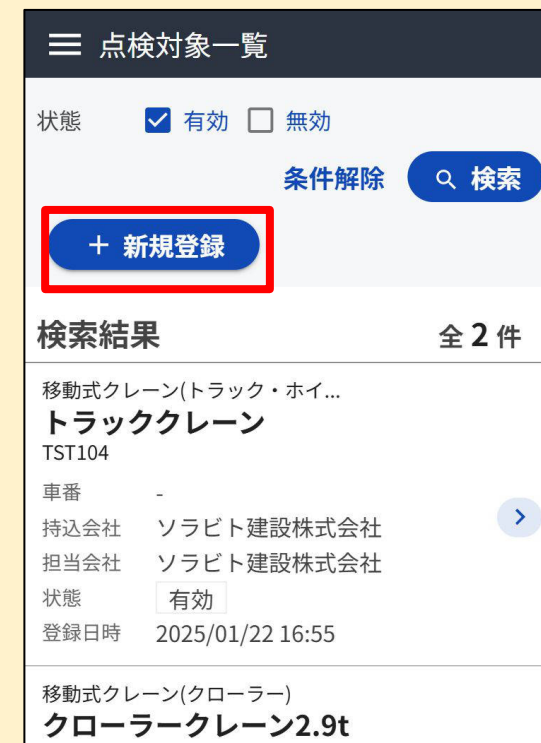 点検対象一覧
状態 有効 無効
条件解除 検索
+ 新規登録
検索結果 全 2 件
移動式クレーン(トラック・ホイ...
トラッククレーン
TST104
車番 -
持込会社 ソラビト建設株式会社
担当会社 ソラビト建設株式会社
状態 有効
登録日時 2025/01/22 16:55
移動式クレーン(クローラー)
クローラークレーン2.9t